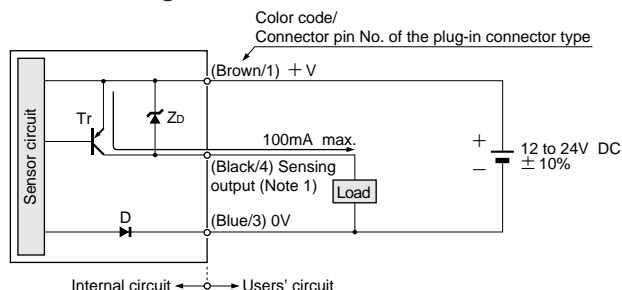 Color code/
Connector pin No. of the plug-in connector type
(Brown/1) +V
Sensor circuit
Tr
ZD
100mA max.
(Black/4) Sensing
output (Note 1)
Load
+
−
12 to 24V DC
±10%
D
(Blue/3) 0V
Internal circuit
Users' circuit